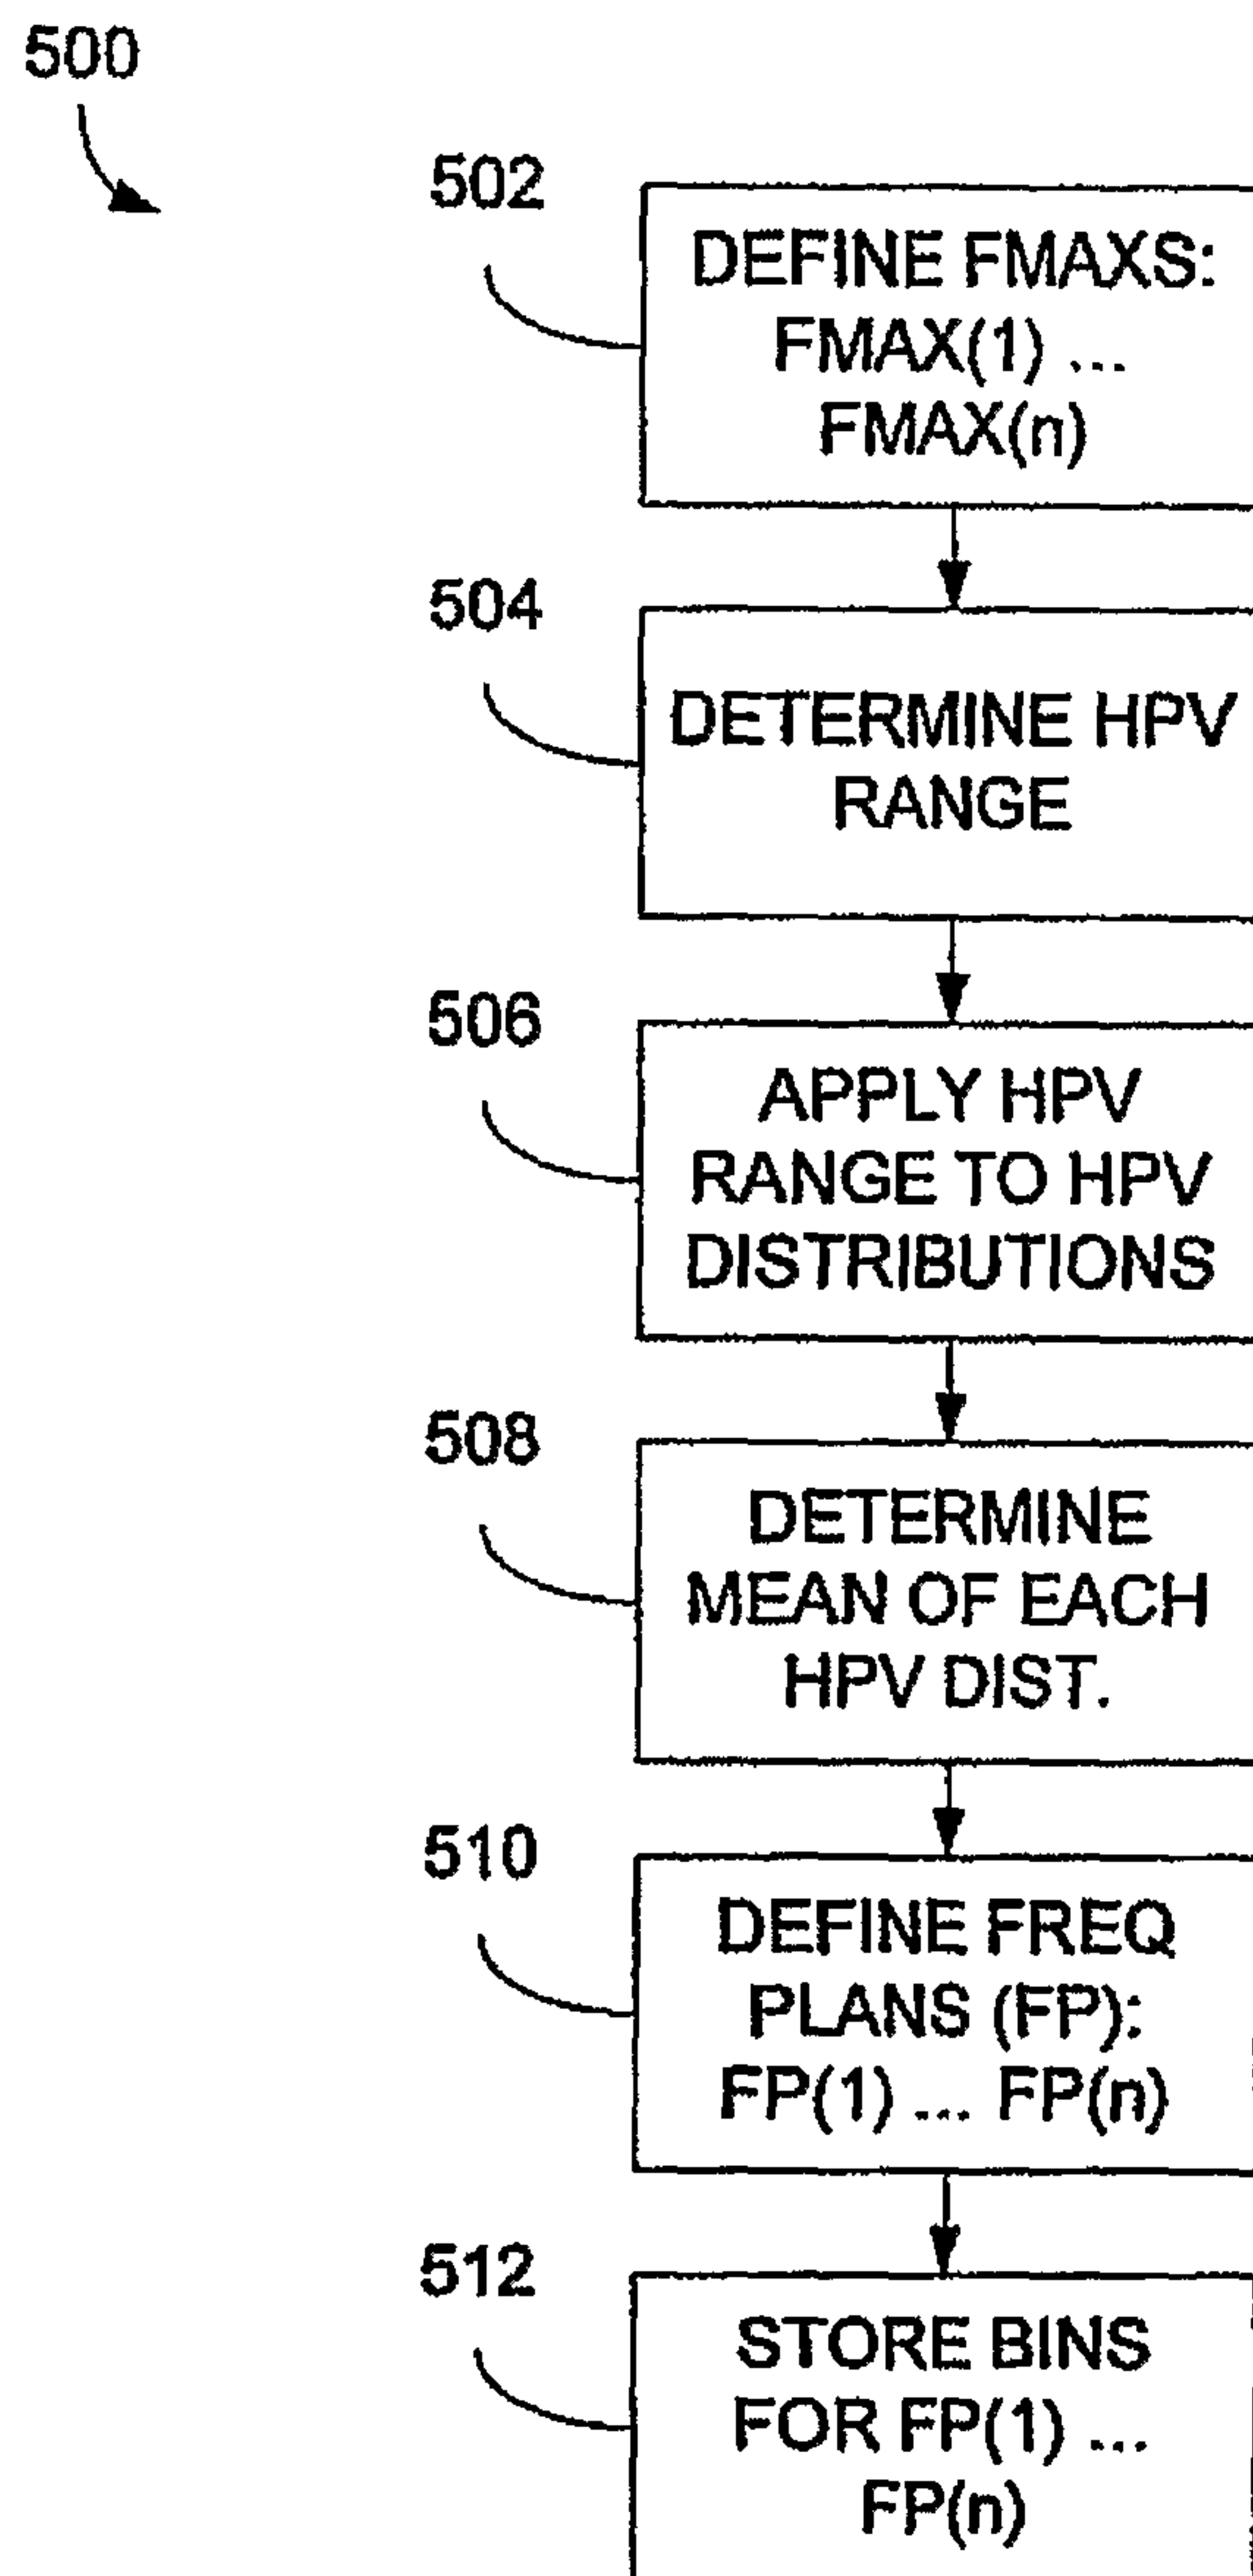 500
502
DEFINE FMAXS:
FMAX(1) ...
FMAX(n)
504
DETERMINE HPV
RANGE
506
APPLY HPV
RANGE TO HPV
DISTRIBUTIONS
508
DETERMINE
MEAN OF EACH
HPV DIST.
510
DEFINE FREQ
PLANS (FP):
FP(1) ... FP(n)
512
STORE BINS
FOR FP(1) ...
FP(n)